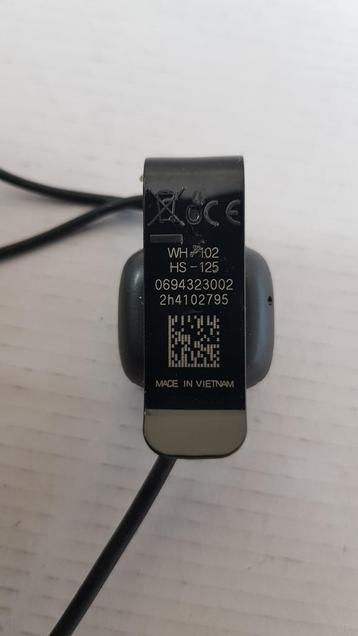 CE
WH-102
HS-125
0694323002
2h4102795
MADE IN VIETNAM